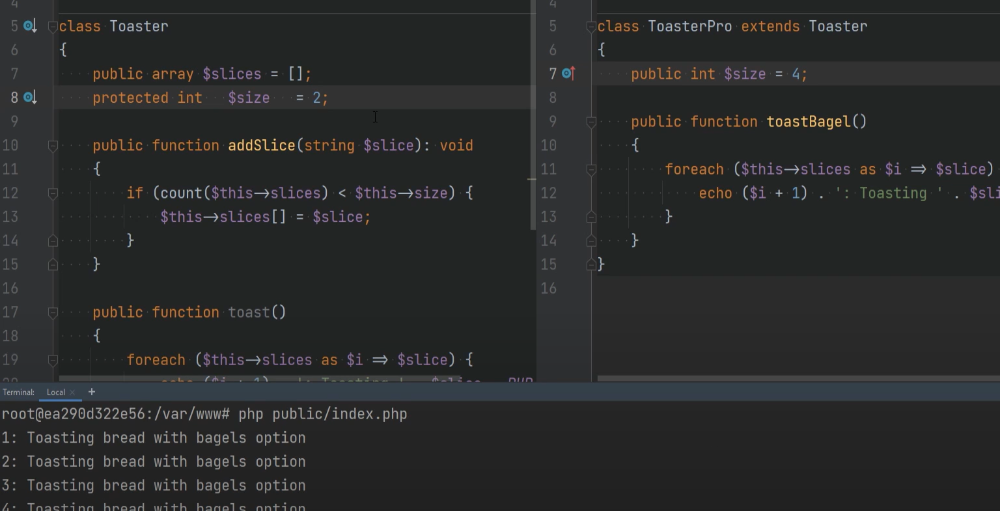 4
5 class Toaster
6 {
7 public array $slices = [];
8 protected int $size = 2;
9
10 public function addSlice(string $slice): void
11 {
12 if (count($this->slices) < $this->size) {
13 $this->slices[] = $slice;
14 }
15 }
16
17 public function toast()
18 {
19 foreach ($this->slices as $i => $slice) {
20 echo ($i + 1) . ': Toasting ' . $slice . PHP
4
5 class ToasterPro extends Toaster
6 {
7 public int $size = 4;
8
9 public function toastBagel()
10 {
11 foreach ($this->slices as $i => $slice)
12 echo ($i + 1) . ': Toasting ' . $sli
13 }
14 }
15 }
16
Terminal: Local × +
root@ea290d322e56:/var/www# php public/index.php
1: Toasting bread with bagels option
2: Toasting bread with bagels option
3: Toasting bread with bagels option
4: Toasting bread with bagels option